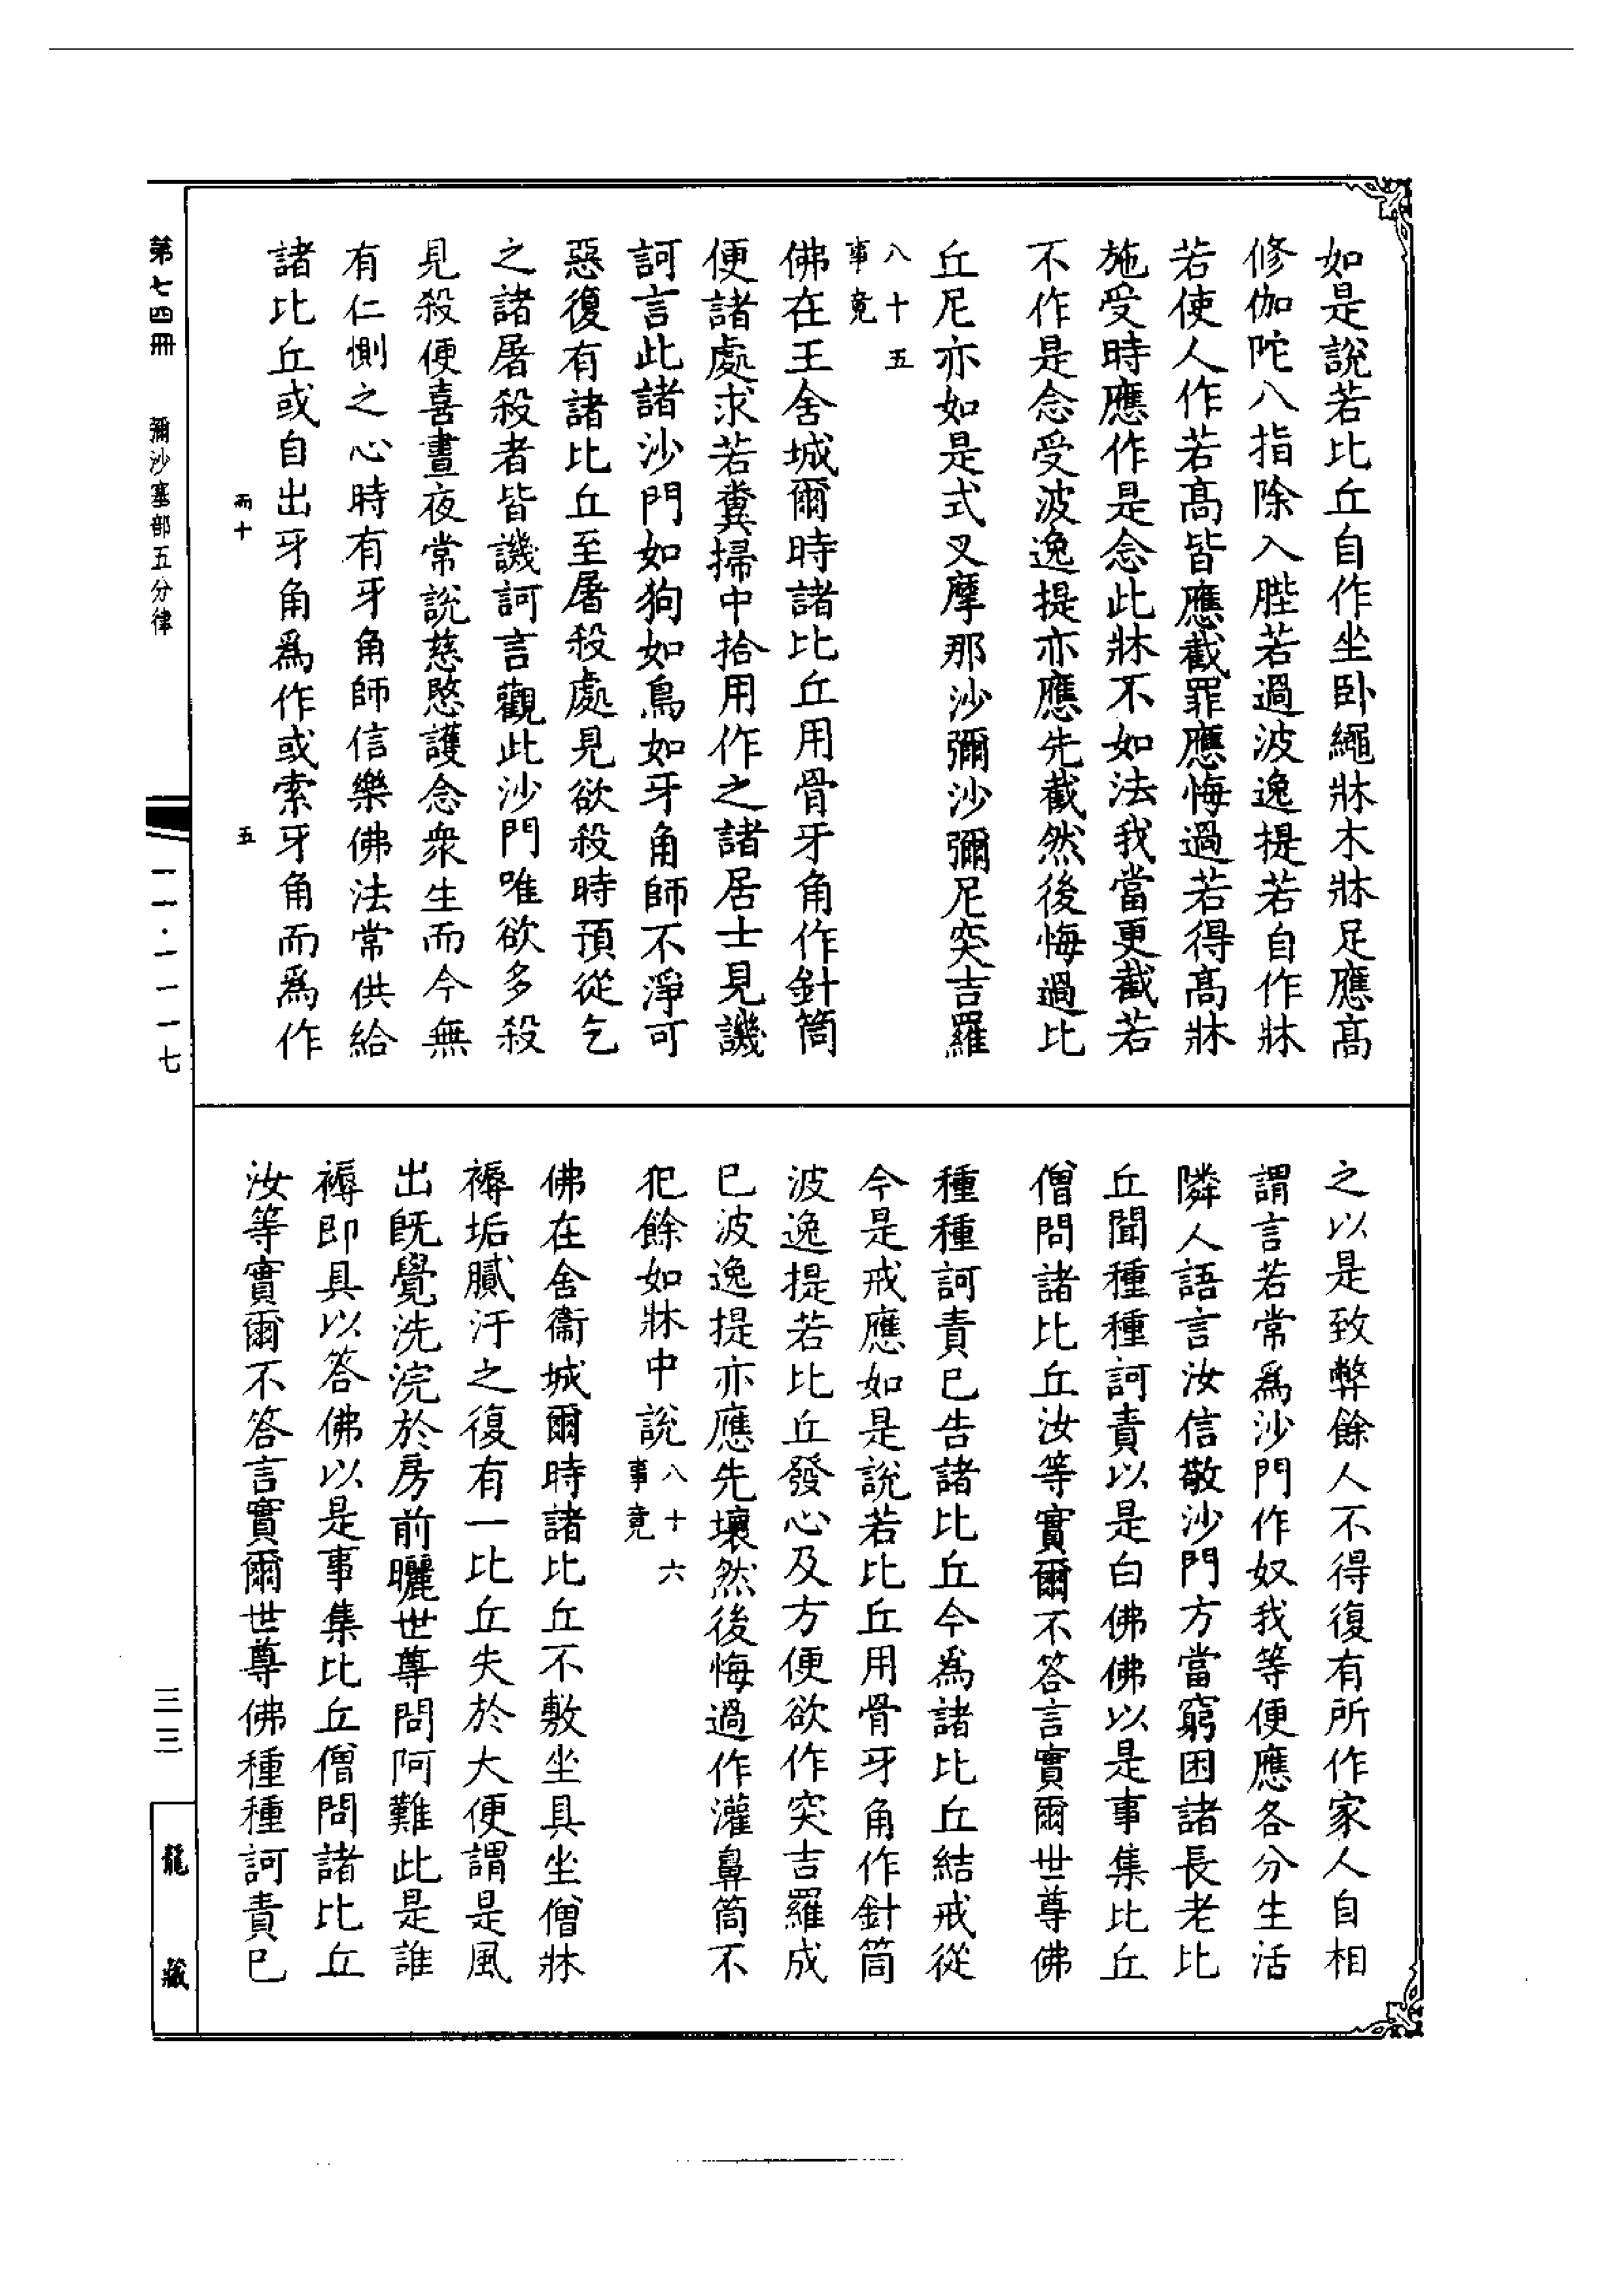 如是說若比丘自作坐臥繩牀木牀足應高
修伽陀八指除入䏶若過波逸提若自作牀
若使人作若高皆應截罪應悔過若得高牀
施受時應作是念此牀不如法我當更截若
不作是念受波逸提亦應先截然後悔過比
丘尼亦如是式叉摩那沙彌沙彌尼突吉羅
八十五
事竟
佛在王舍城爾時諸比丘用骨牙角作針筒
便諸處求若糞掃中拾用作之諸居士見譏
訶言此諸沙門如狗如鳥如牙角師不淨可
惡復有諸比丘至屠殺處見欲殺時預從乞
之諸屠殺者皆譏訶言觀此沙門唯欲多殺
見殺便喜晝夜常說慈愍護念衆生而今無
有仁惻之心時有牙角師信樂佛法常供給
諸比丘或自出牙角爲作或索牙角而爲作
而十 五
之以是致弊餘人不得復有所作家人自相
謂言若常爲沙門作奴我等便應各分生活
隣人語言汝信敬沙門方當窮困諸長老比
丘聞種種訶責以是白佛佛以是事集比丘
僧問諸比丘汝等實爾不答言實爾世尊佛
種種訶責已告諸比丘今爲諸比丘結戒從
今是戒應如是說若比丘用骨牙角作針筒
波逸提若比丘發心及方便欲作突吉羅成
已波逸提亦應先壞然後悔過作灌鼻筒不
犯餘如牀中說八十六
事竟
佛在舍衞城爾時諸比丘不敷坐具坐僧牀
褥垢膩汙之復有一比丘失於大便謂是風
出旣覺洗浣於房前曬世尊問阿難此是誰
褥即具以答佛以是事集比丘僧問諸比丘
汝等實爾不答言實爾世尊佛種種訶責已
第七四冊 彌沙塞部五分律
一一·一一一七
三三
龍藏